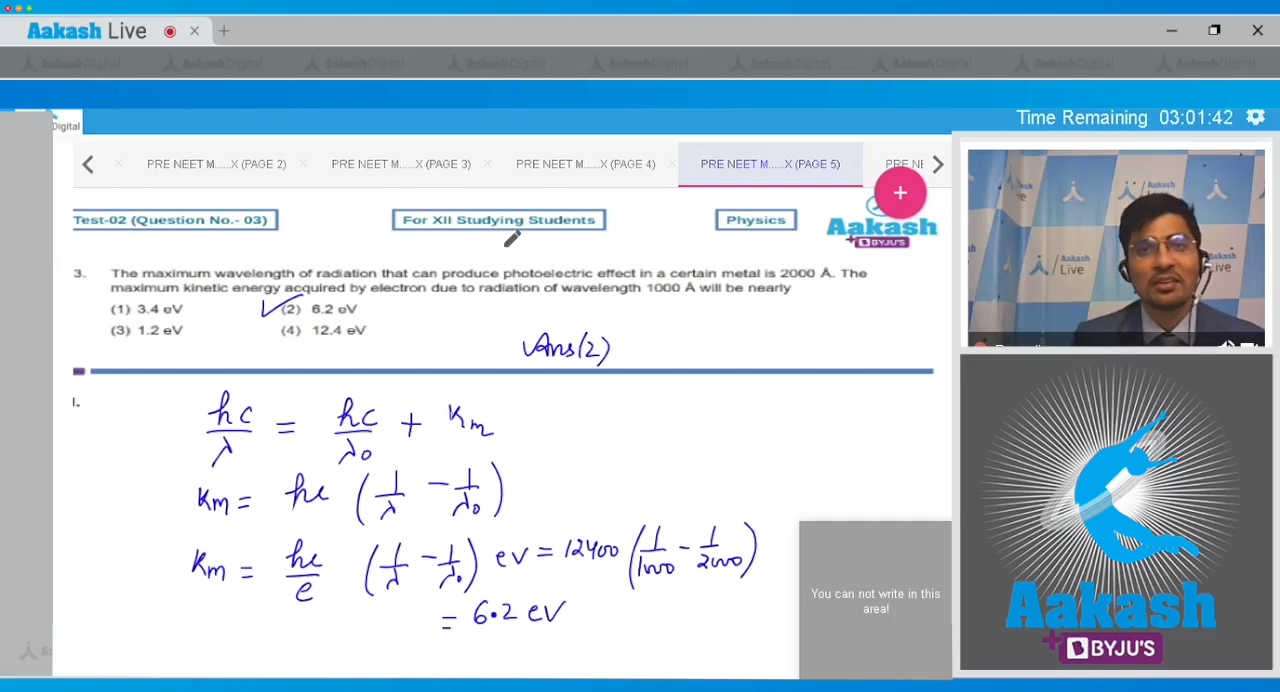 Aakash Live
Time Remaining 03:01:42
Digital
PRE NEET M......X (PAGE 2)
PRE NEET M......X (PAGE 3)
PRE NEET M......X (PAGE 4)
PRE NEET M......X (PAGE 5)
PRE NE
+
Test-02 (Question No.- 03)
For XII Studying Students
Physics
Aakash
+BYJU'S
3. The maximum wavelength of radiation that can produce photoelectric effect in a certain metal is 2000 Å. The
maximum kinetic energy acquired by electron due to radiation of wavelength 1000 Å will be nearly
(1) 3.4 eV (2) 6.2 eV
(3) 1.2 eV (4) 12.4 eV
Ans(2)
1.
hc/λ = hc/λ₀ + Km
Km = hc (1/λ - 1/λ₀)
Km = hc/e (1/λ - 1/λ₀) eV = 12400 (1/1000 - 1/2000)
= 6.2 eV
You can not write in this
area!
Aakash
Live
Aakash
+BYJU'S